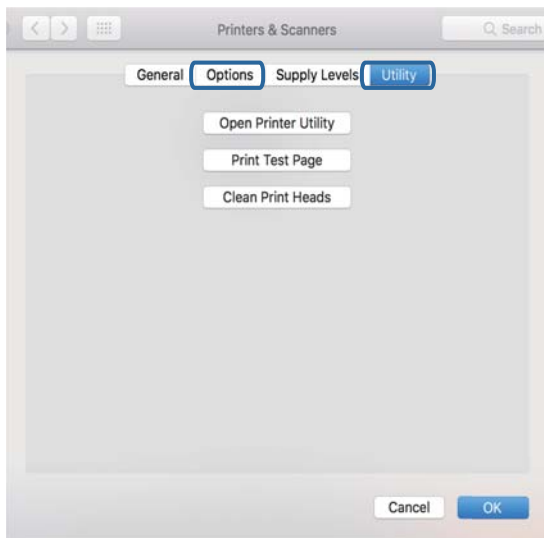 Printers & Scanners
Search
General Options Supply Levels Utility
Open Printer Utility
Print Test Page
Clean Print Heads
Cancel OK